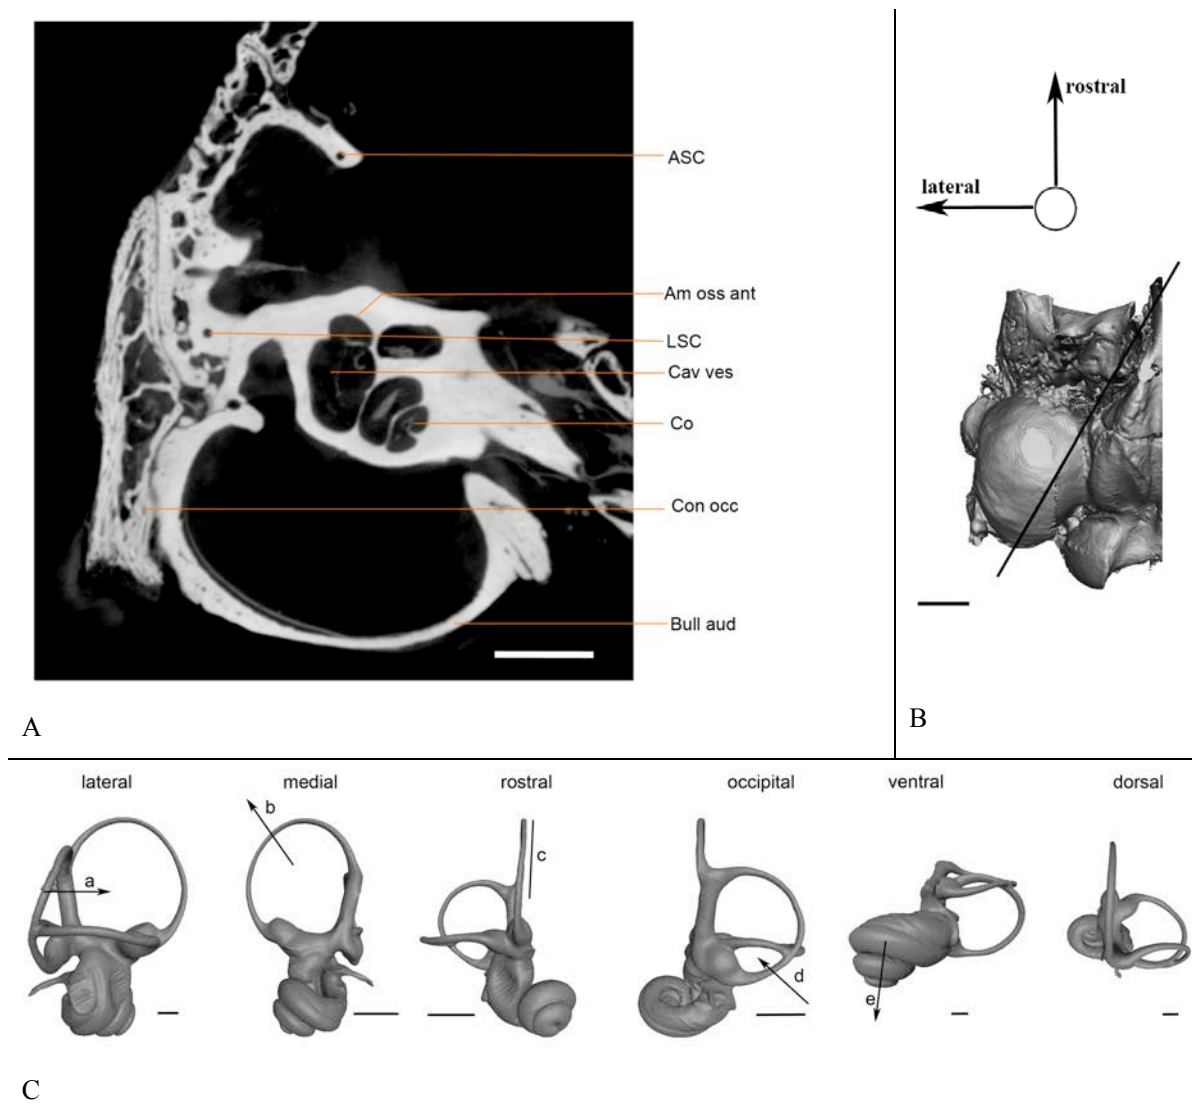 ASC
Am oss ant
LSC
Cav ves
Co
Con occ
Bull aud
A
rostral
lateral
B
lateral medial rostral occipital ventral dorsal
a b c d e
C